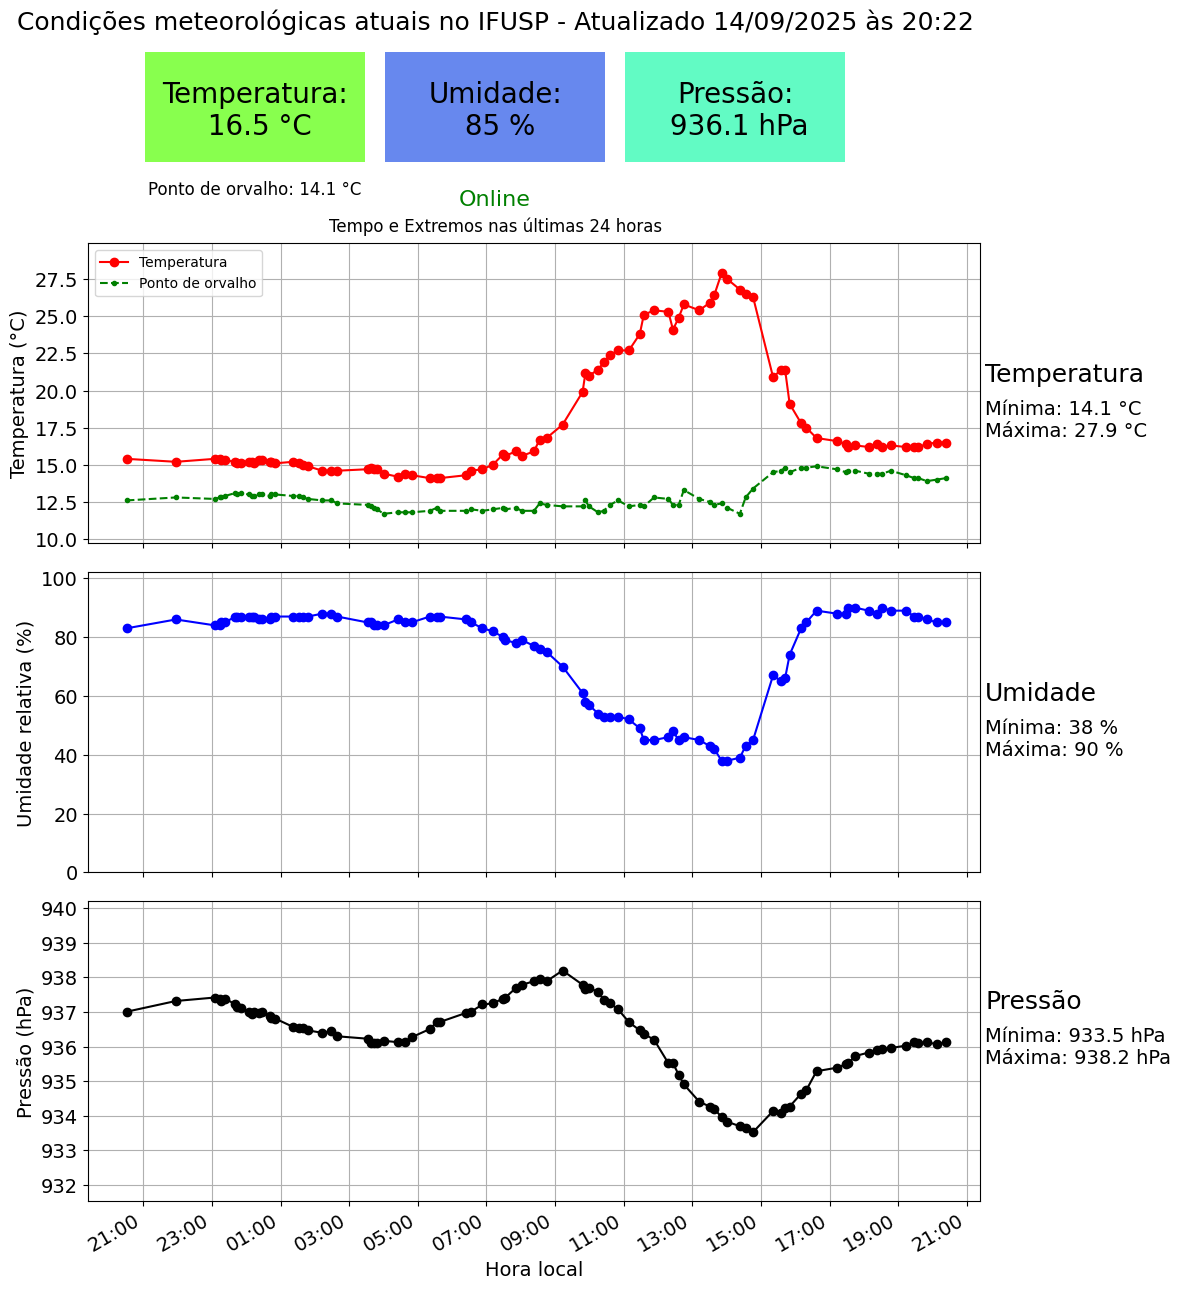 Condições meteorológicas atuais no IFUSP - Atualizado 14/09/2025 às 20:22
Temperatura:
16.5 °C
Umidade:
85 %
Pressão:
936.1 hPa
Ponto de orvalho: 14.1 °C
Online
Tempo e Extremos nas últimas 24 horas
Temperatura
Ponto de orvalho
Temperatura (°C)
27.5
25.0
22.5
20.0
17.5
15.0
12.5
10.0
Temperatura
Mínima: 14.1 °C
Máxima: 27.9 °C
Umidade relativa (%)
100
80
60
40
20
0
Umidade
Mínima: 38 %
Máxima: 90 %
Pressão (hPa)
940
939
938
937
936
935
934
933
932
Pressão
Mínima: 933.5 hPa
Máxima: 938.2 hPa
21:00 23:00 01:00 03:00 05:00 07:00 09:00 11:00 13:00 15:00 17:00 19:00 21:00
Hora local